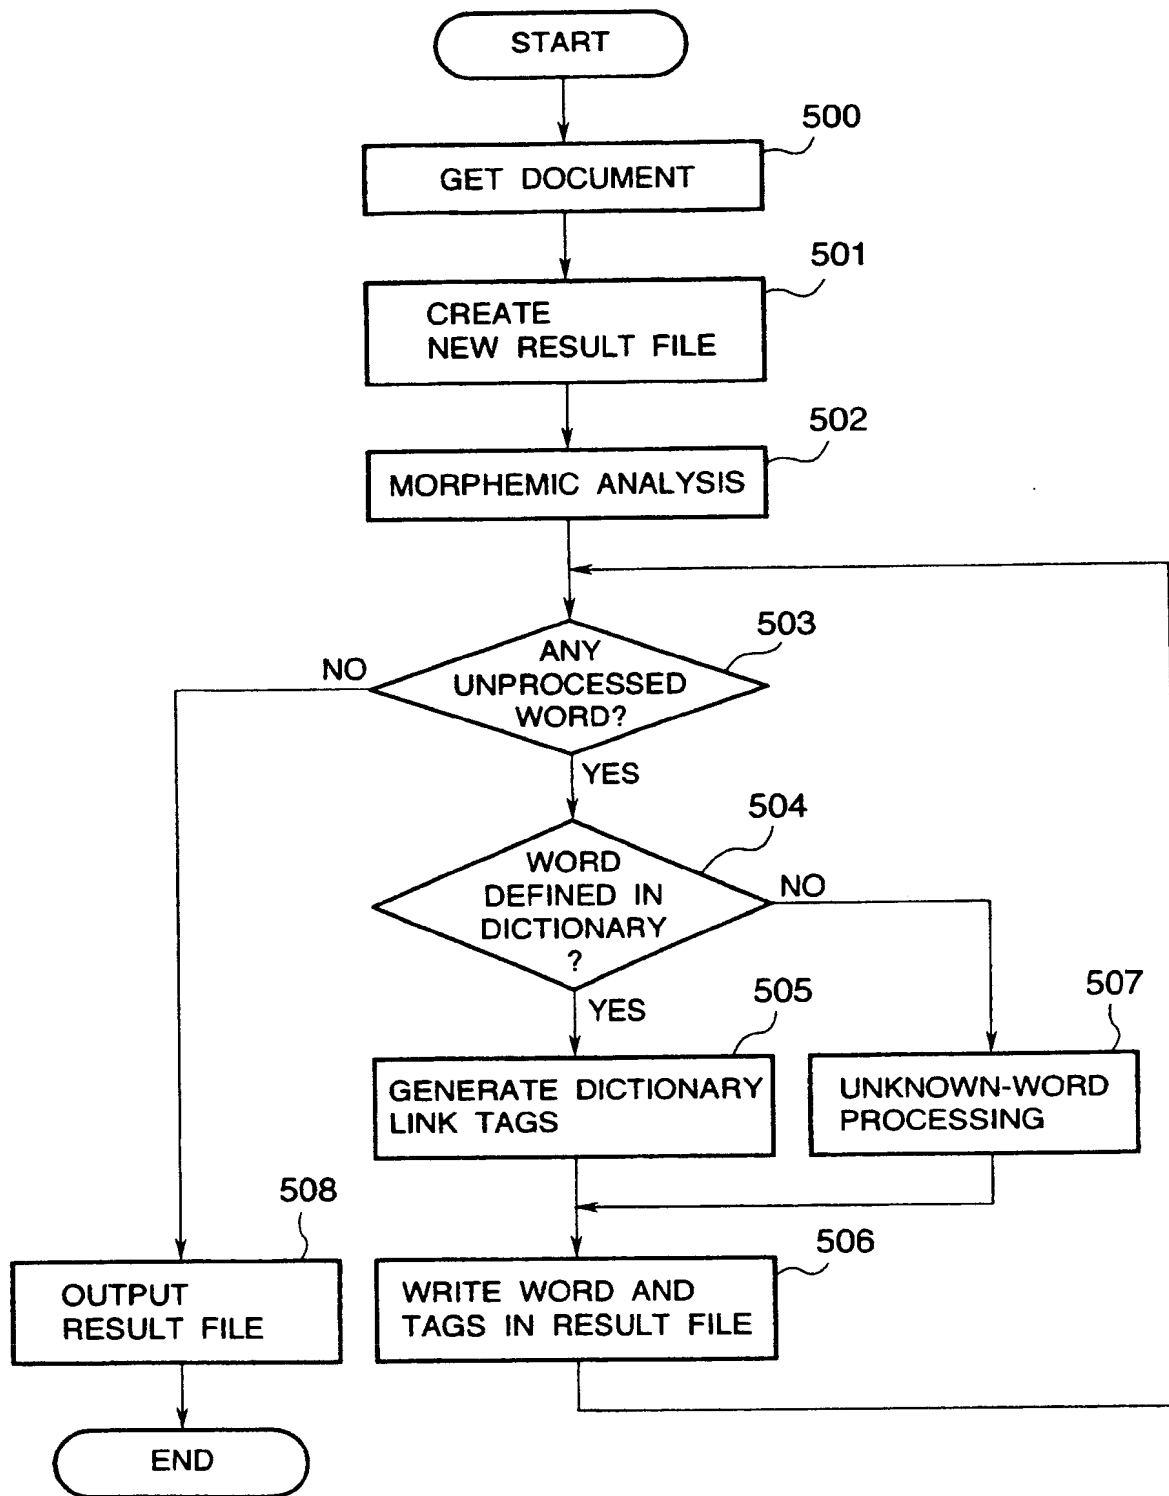 START
500
GET DOCUMENT
501
CREATE
NEW RESULT FILE
502
MORPHEMIC ANALYSIS
503
NO
ANY
UNPROCESSED
WORD?
YES
504
WORD
DEFINED IN
DICTIONARY
?
NO
YES
505
507
GENERATE DICTIONARY
LINK TAGS
UNKNOWN-WORD
PROCESSING
508
506
OUTPUT
RESULT FILE
WRITE WORD AND
TAGS IN RESULT FILE
END